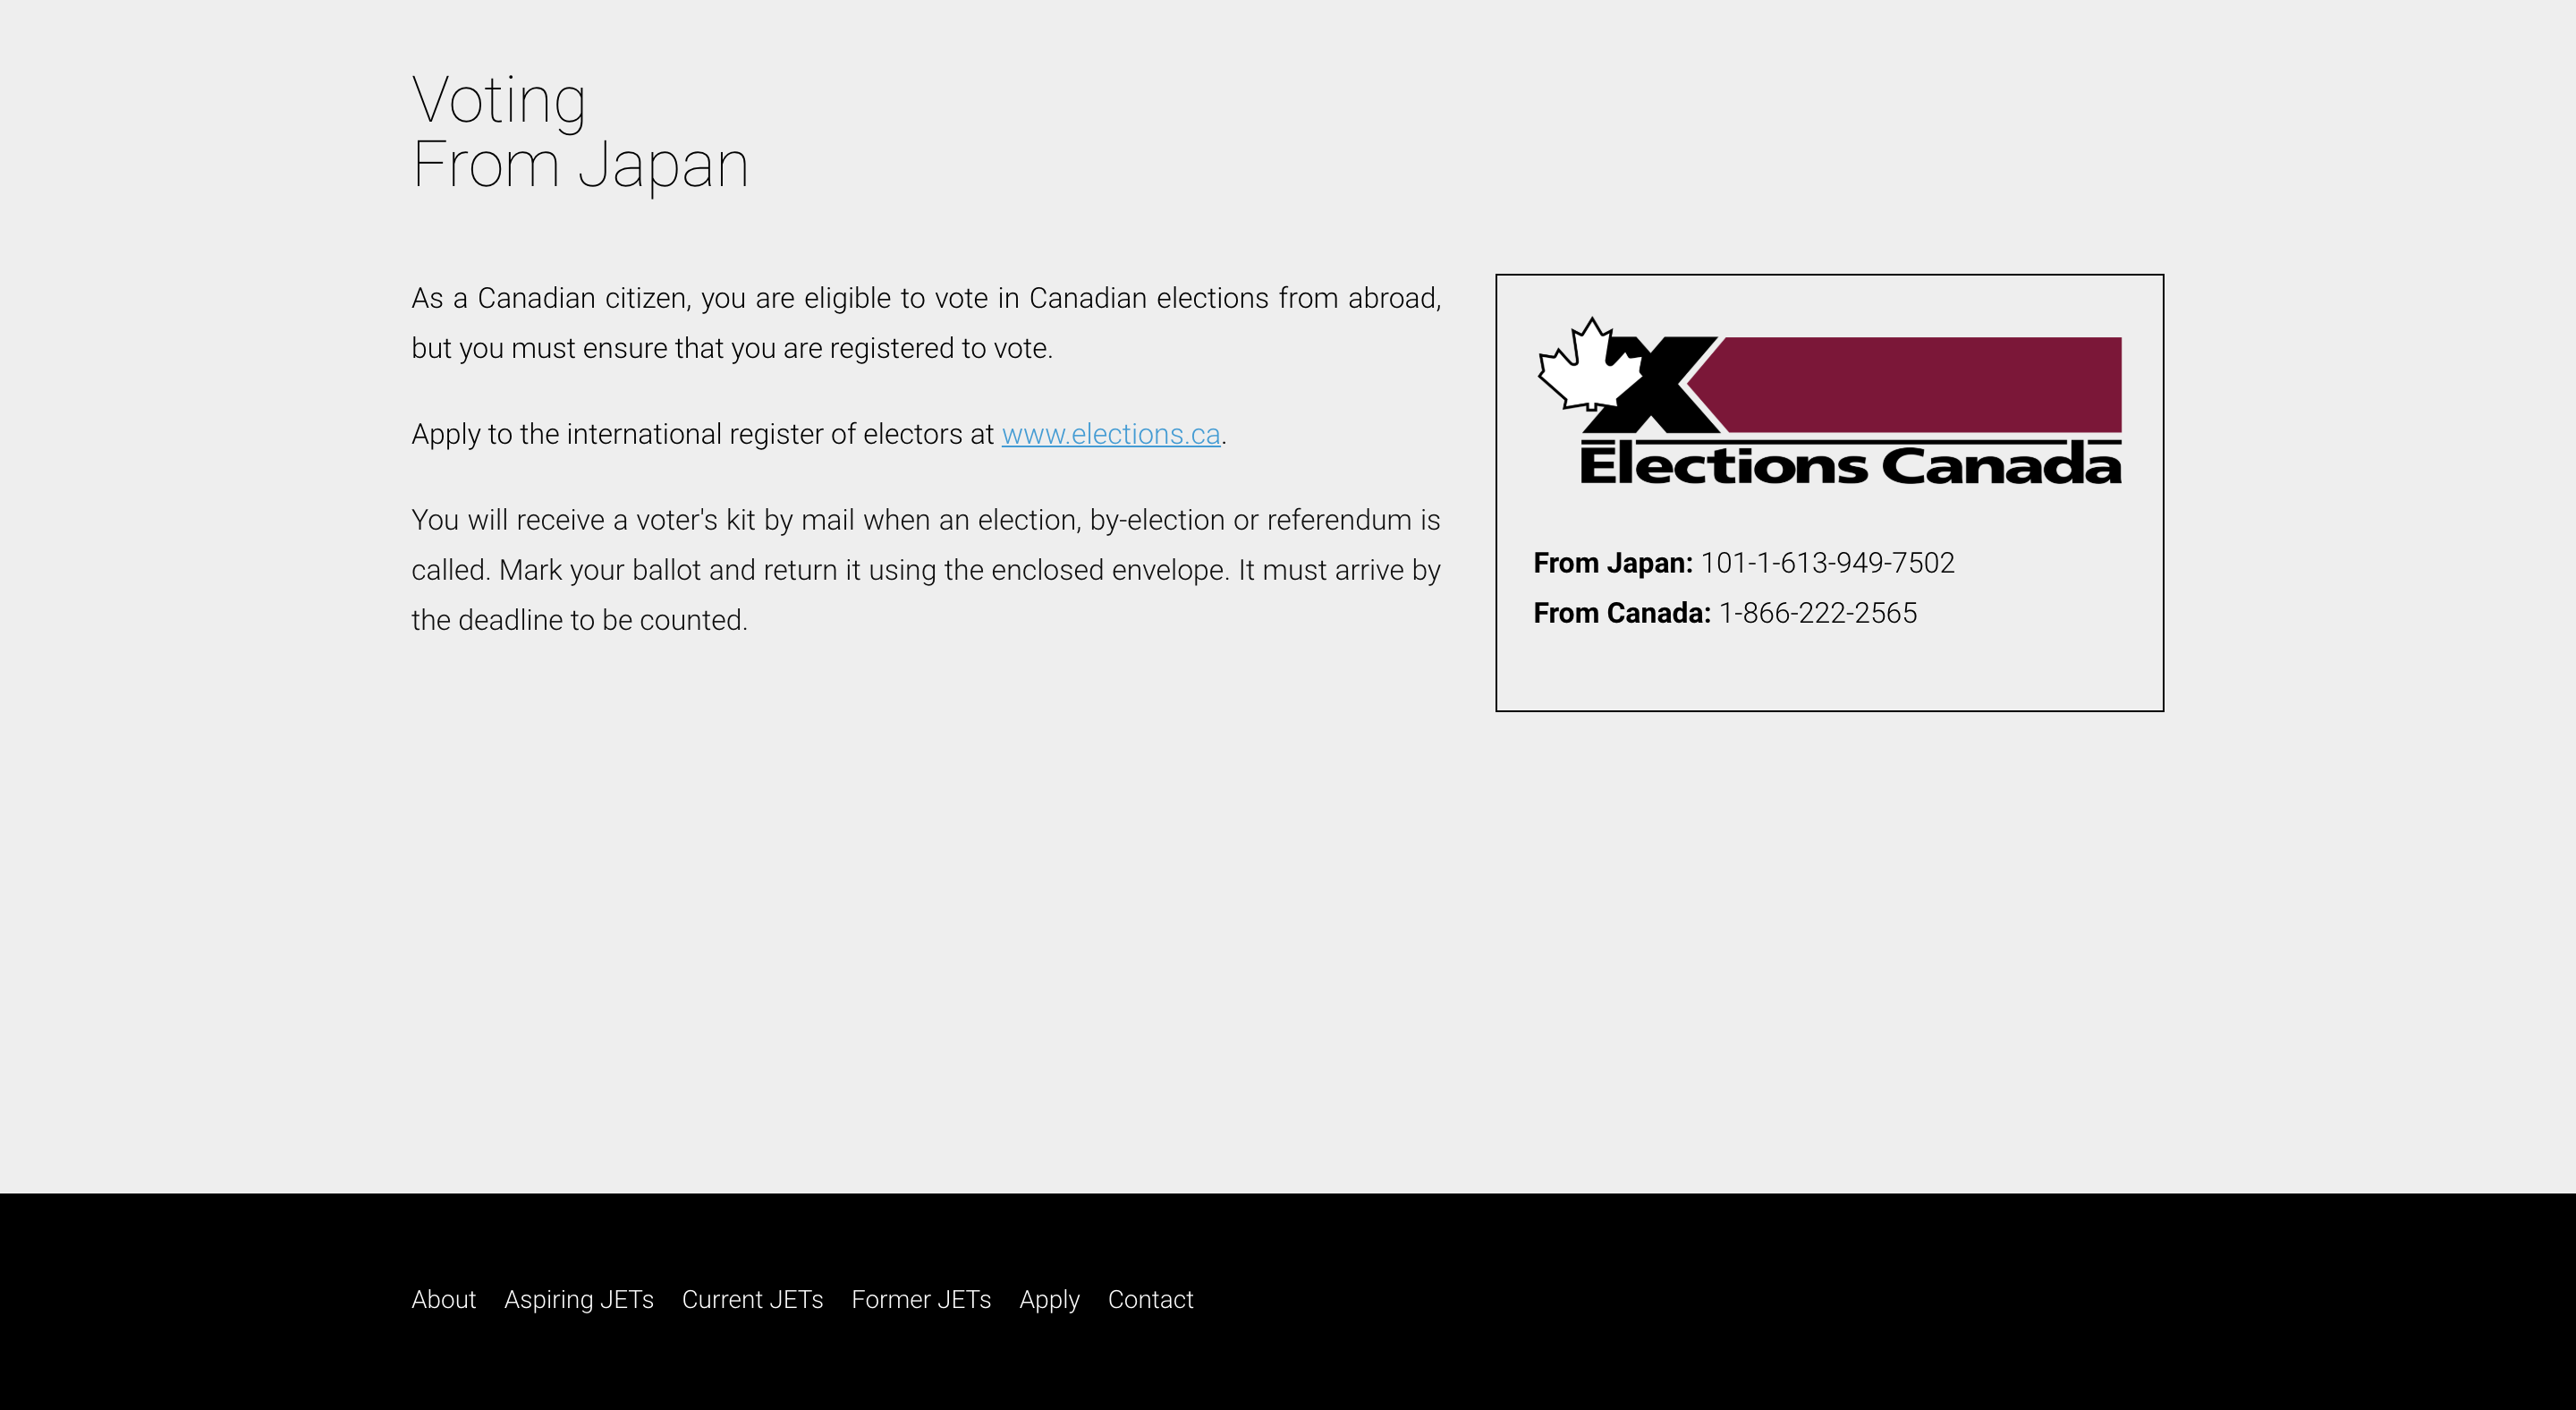 Voting
From Japan
As a Canadian citizen, you are eligible to vote in Canadian elections from abroad,
but you must ensure that you are registered to vote.
Apply to the international register of electors at www.elections.ca.
You will receive a voter's kit by mail when an election, by-election or referendum is
called. Mark your ballot and return it using the enclosed envelope. It must arrive by
the deadline to be counted.
Elections Canada
From Japan: 101-1-613-949-7502
From Canada: 1-866-222-2565
About Aspiring JETs Current JETs Former JETs Apply Contact